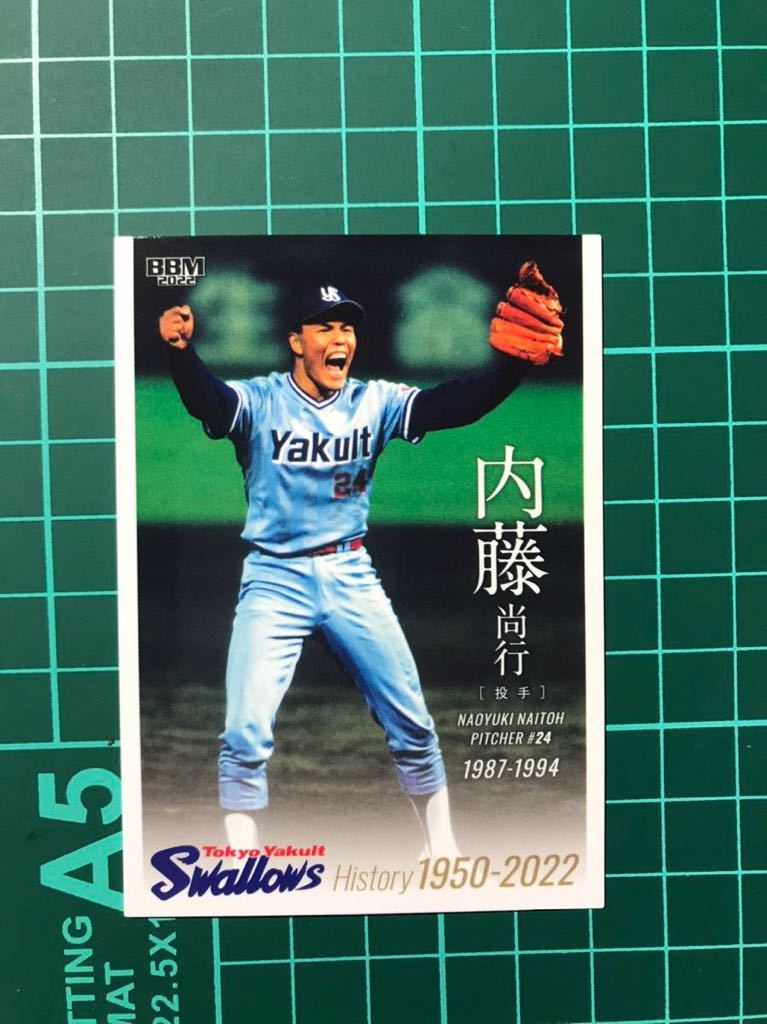 BBM
2022
Yakult
24
内藤
尚行
[投手]
NAOYUKI NAITOH
PITCHER #24
1987-1994
Tokyo Yakult
Swallows
History 1950-2022
A5
TTING
MAT
22.5X1